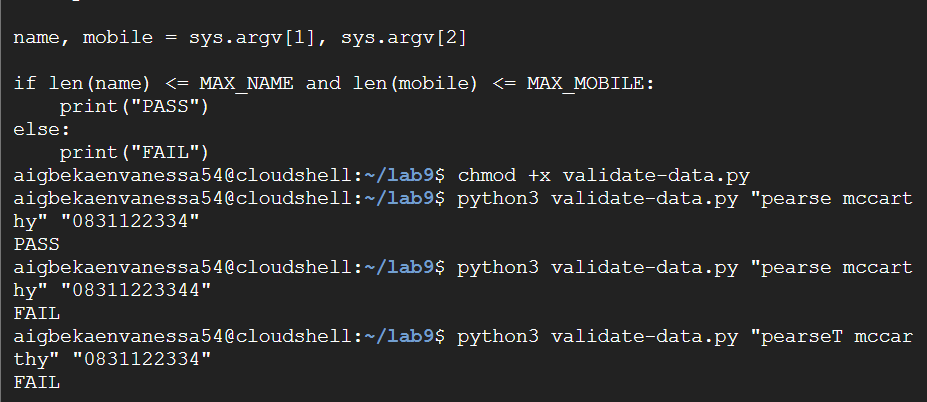 name, mobile = sys.argv[1], sys.argv[2]
if len(name) <= MAX_NAME and len(mobile) <= MAX_MOBILE:
    print("PASS")
else:
    print("FAIL")
aigbekaenvanessa54@cloudshell:~/lab9$ chmod +x validate-data.py
aigbekaenvanessa54@cloudshell:~/lab9$ python3 validate-data.py "pearse mccart
hy" "0831122334"
PASS
aigbekaenvanessa54@cloudshell:~/lab9$ python3 validate-data.py "pearse mccart
hy" "08311223344"
FAIL
aigbekaenvanessa54@cloudshell:~/lab9$ python3 validate-data.py "pearseT mccar
thy" "0831122334"
FAIL